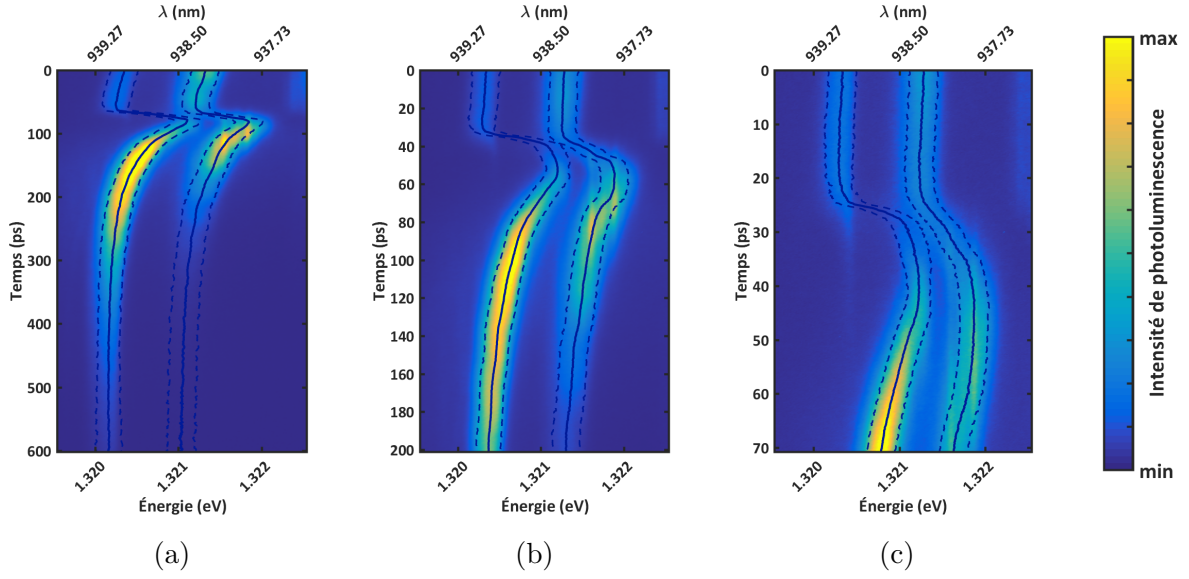 λ (nm)
939.27 938.50 937.73
0
100
200
300
400
500
600
Temps (ps)
1.320 1.321 1.322
Énergie (eV)
(a)
λ (nm)
939.27 938.50 937.73
0
20
40
60
80
100
120
140
160
180
200
Temps (ps)
1.320 1.321 1.322
Énergie (eV)
(b)
λ (nm)
939.27 938.50 937.73
0
10
20
30
40
50
60
70
Temps (ps)
1.320 1.321 1.322
Énergie (eV)
(c)
max
Intensité de photoluminescence
min